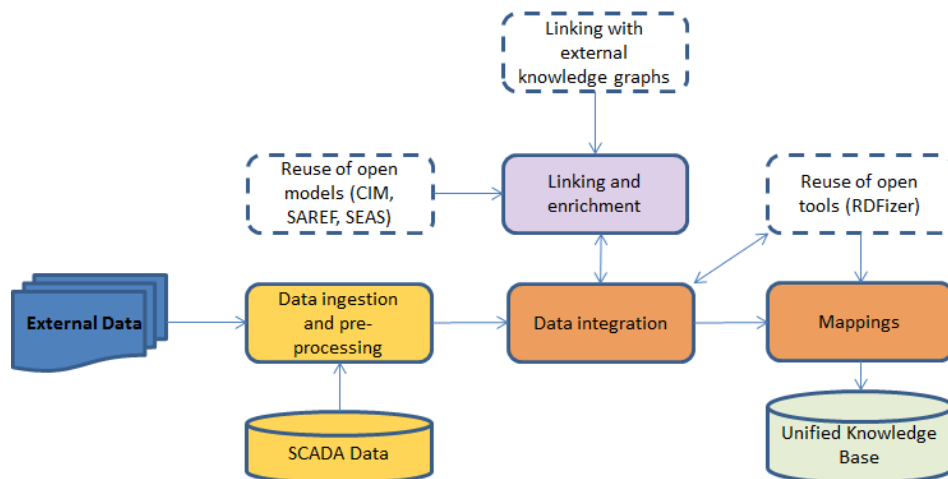 Linking with
external
knowledge graphs
Reuse of open
models (CIM,
SAREF, SEAS)
Linking and
enrichment
Reuse of open
tools (RDFizer)
External Data
Data ingestion
and pre-
processing
Data integration
Mappings
SCADA Data
Unified Knowledge
Base